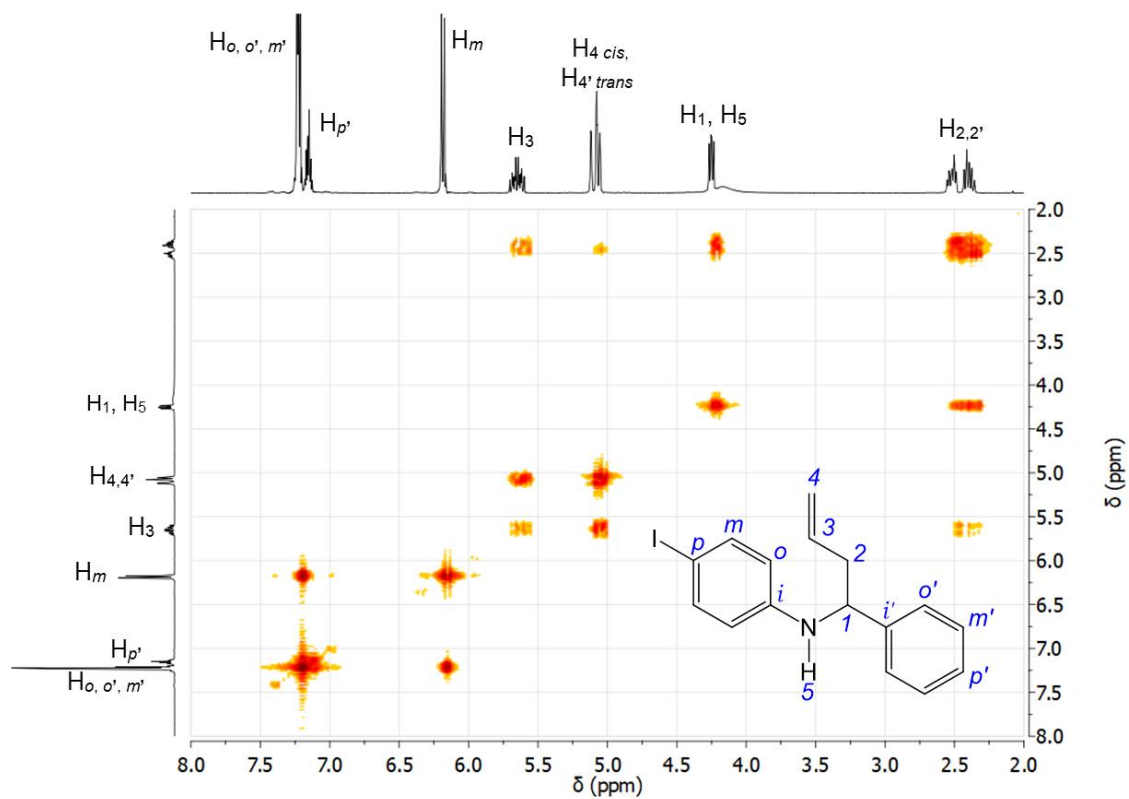 Ho, o', m'
Hp'
Hm
H3
H4 cis,
H4' trans
H1, H5
H2,2'
2.0
2.5
3.0
3.5
4.0
4.5
5.0
5.5
6.0
6.5
7.0
7.5
8.0
δ (ppm)
H1, H5
H4,4'
H3
Hm
Hp'
Ho, o', m'
4
3
2
I
p
m
o
i
N
H
5
1
i'
o'
m'
p'
8.0 7.5 7.0 6.5 6.0 5.5 5.0 4.5 4.0 3.5 3.0 2.5 2.0
δ (ppm)